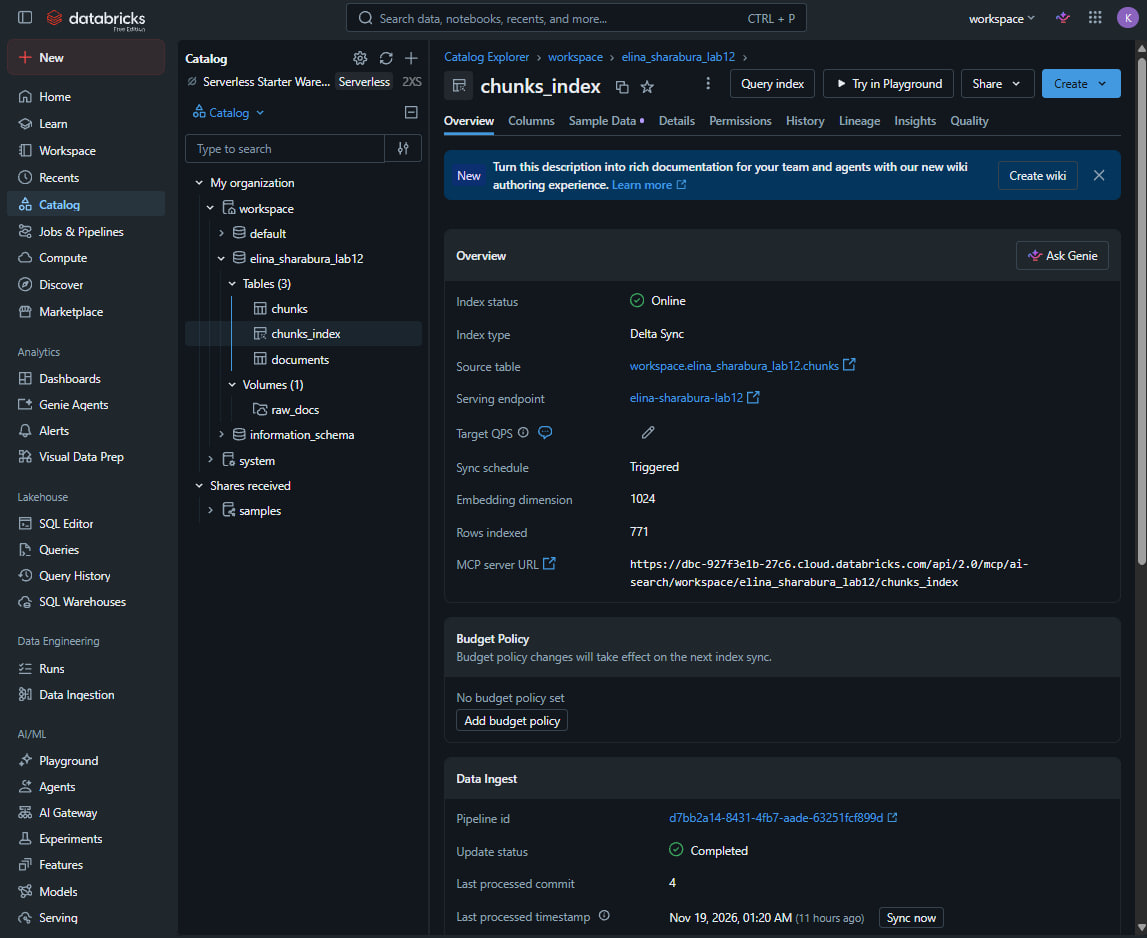 databricks
Free Edition
Search data, notebooks, recents, and more...
CTRL + P
workspace
K
New
Home
Learn
Workspace
Recents
Catalog
Jobs & Pipelines
Compute
Discover
Marketplace
Analytics
Dashboards
Genie Agents
Alerts
Visual Data Prep
Lakehouse
SQL Editor
Queries
Query History
SQL Warehouses
Data Engineering
Runs
Data Ingestion
AI/ML
Playground
Agents
AI Gateway
Experiments
Features
Models
Serving
Catalog
Serverless Starter Ware... Serverless 2XS
Catalog
Type to search
My organization
workspace
default
elina_sharabura_lab12
Tables (3)
chunks
chunks_index
documents
Volumes (1)
raw_docs
information_schema
system
Shares received
samples
Catalog Explorer > workspace > elina_sharabura_lab12 >
chunks_index
Query index
Try in Playground
Share
Create
Overview Columns Sample Data Details Permissions History Lineage Insights Quality
New
Turn this description into rich documentation for your team and agents with our new wiki
authoring experience. Learn more
Create wiki
Overview
Ask Genie
Index status Online
Index type Delta Sync
Source table workspace.elina_sharabura_lab12.chunks
Serving endpoint elina-sharabura-lab12
Target QPS
Sync schedule Triggered
Embedding dimension 1024
Rows indexed 771
MCP server URL https://dbc-927f3e1b-27c6.cloud.databricks.com/api/2.0/mcp/ai-
search/workspace/elina_sharabura_lab12/chunks_index
Budget Policy
Budget policy changes will take effect on the next index sync.
No budget policy set
Add budget policy
Data Ingest
Pipeline id d7bb2a14-8431-4fb7-aade-63251fcf899d
Update status Completed
Last processed commit 4
Last processed timestamp Nov 19, 2026, 01:20 AM (11 hours ago) Sync now